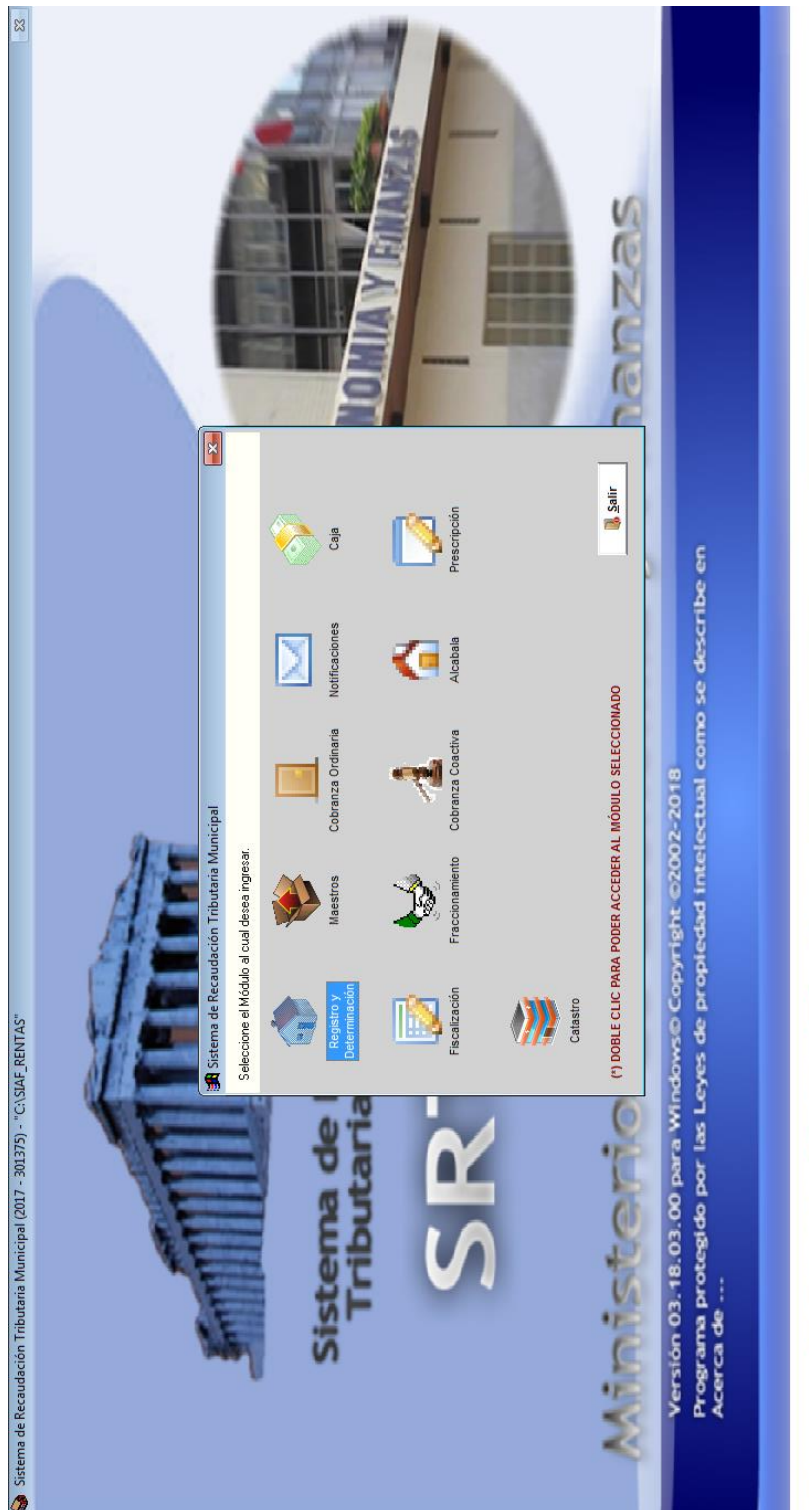 Sistema de Recaudación Tributaria Municipal (2017 - 301375) - "C:\SIAF_RENTAS"
NOMIA Y FINANZAS
Sistema de
Tributaria
SR
Ministerio
nanzas
Sistema de Recaudación Tributaria Municipal
Seleccione el Módulo al cual desea ingresar.
Registro y
Determinación
Maestros
Cobranza Ordinaria
Notificaciones
Caja
Fiscalización
Fraccionamiento
Cobranza Coactiva
Alcabala
Prescripción
Catastro
(*) DOBLE CLIC PARA PODER ACCEDER AL MÓDULO SELECCIONADO
Salir
Versión 03.18.03.00 para Windows© Copyright ©2002-2018
Programa protegido por las Leyes de propiedad intelectual como se describe en
Acerca de ...